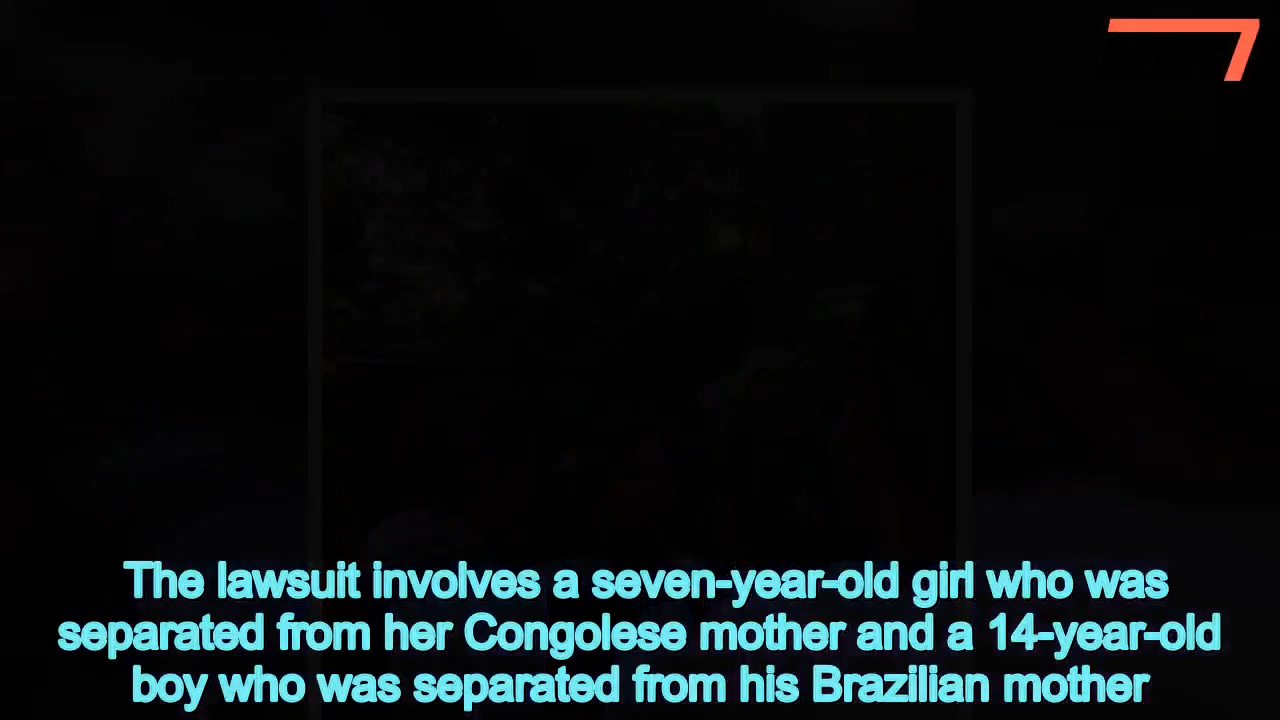 The lawsuit involves a seven-year-old girl who was
separated from her Congolese mother and a 14-year-old
boy who was separated from his Brazilian mother